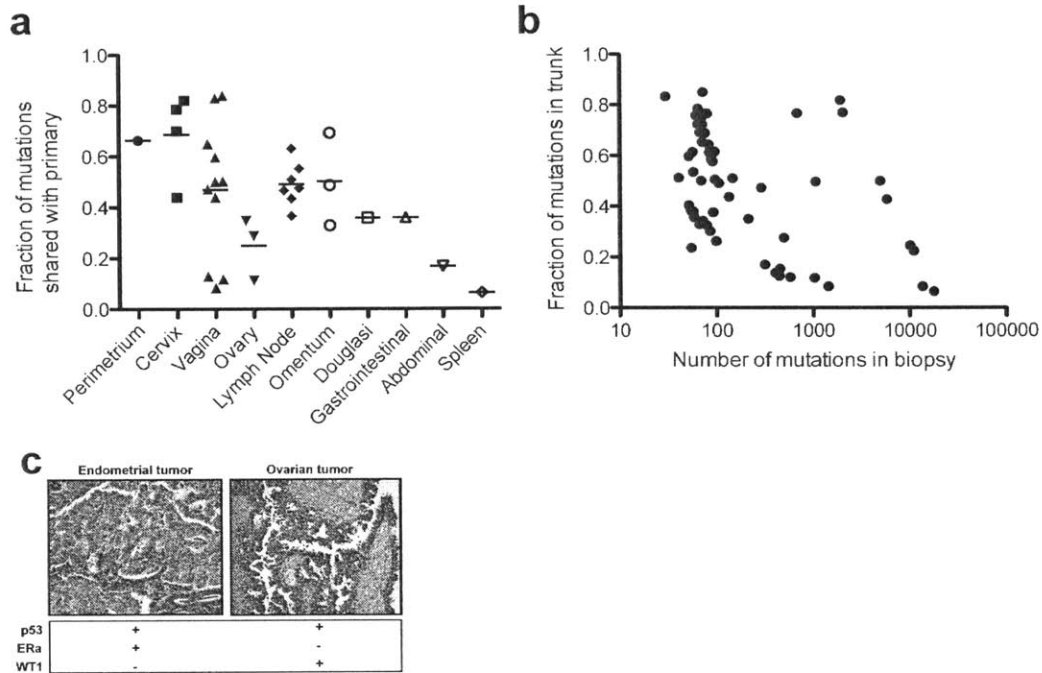 a
Fraction of mutations
shared with primary
1.0
0.8
0.6
0.4
0.2
0.0
Perimetrium
Cervix
Vagina
Ovary
Lymph Node
Omentum
Douglasi
Gastrointestinal
Abdominal
Spleen
b
Fraction of mutations in trunk
1.0
0.8
0.6
0.4
0.2
0.0
10 100 1000 10000 100000
Number of mutations in biopsy
c
Endometrial tumor Ovarian tumor
p53 + +
ERa + -
WT1 - +